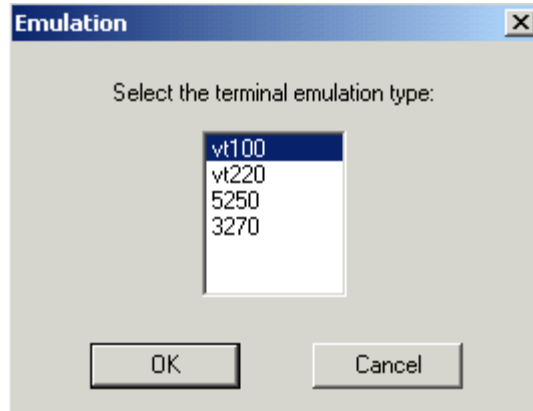 Emulation
Select the terminal emulation type:
vt100
vt220
5250
3270
OK
Cancel